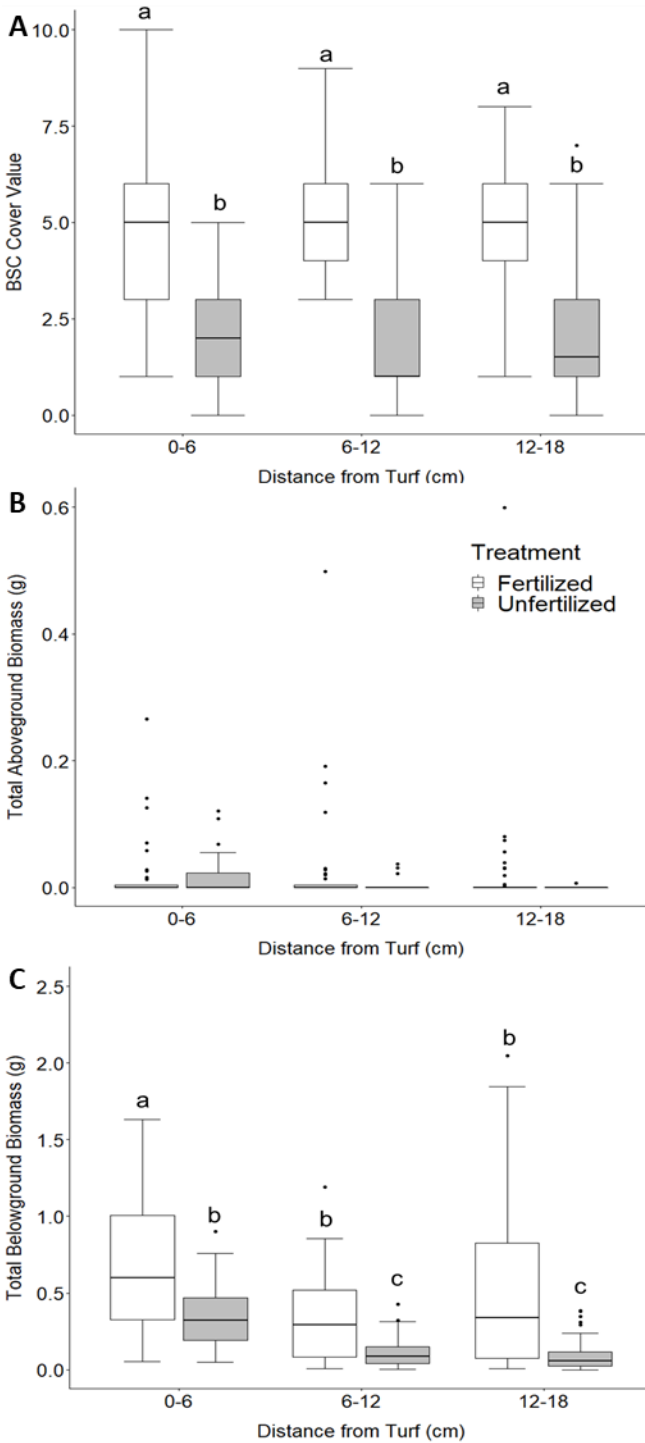 A
BSC Cover Value
10.0
7.5
5.0
2.5
0.0
a
b
a
b
a
b
0-6
6-12
12-18
Distance from Turf (cm)
B
Total Aboveground Biomass (g)
0.6
0.4
0.2
0.0
Treatment
Fertilized
Unfertilized
0-6
6-12
12-18
Distance from Turf (cm)
C
Total Belowground Biomass (g)
2.5
2.0
1.5
1.0
0.5
0.0
a
b
b
c
b
c
0-6
6-12
12-18
Distance from Turf (cm)